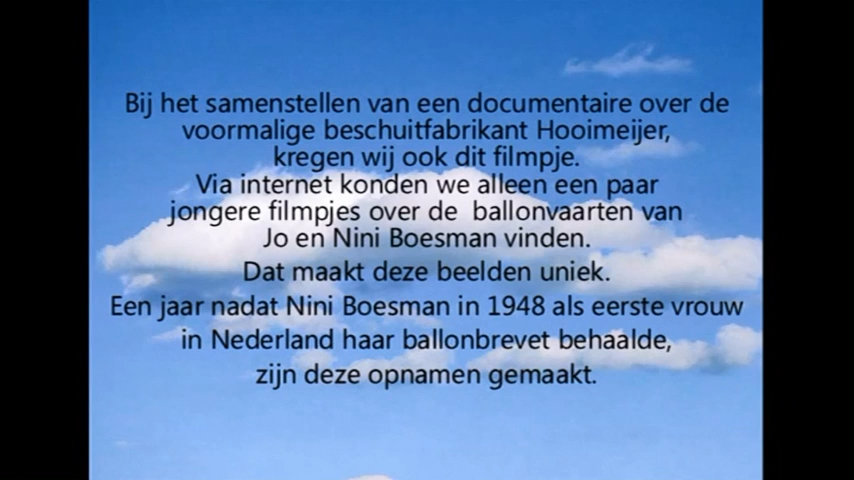 Bij het samenstellen van een documentaire over de
voormalige beschuitfabrikant Hooimeijer,
kregen wij ook dit filmpje.
Via internet konden we alleen een paar
jongere filmpjes over de ballonvaarten van
Jo en Nini Boesman vinden.
Dat maakt deze beelden uniek.
Een jaar nadat Nini Boesman in 1948 als eerste vrouw
in Nederland haar ballonbrevet behaalde,
zijn deze opnamen gemaakt.